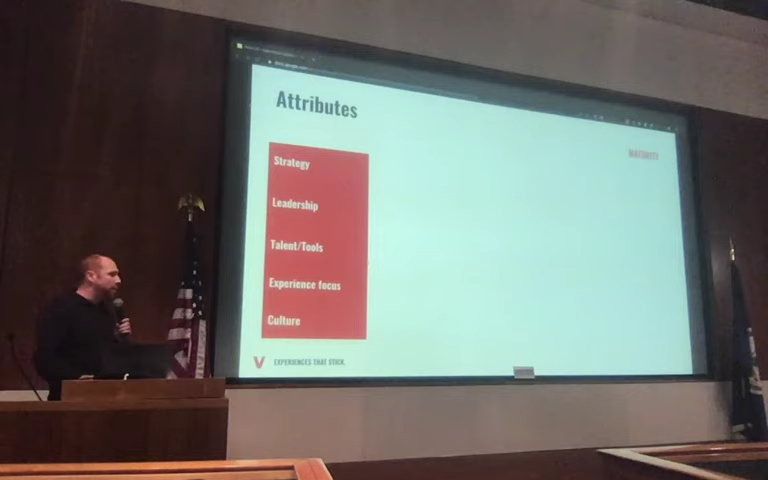 Attributes
MATURITY
Strategy
Leadership
Talent/Tools
Experience focus
Culture
V EXPERIENCES THAT STICK.